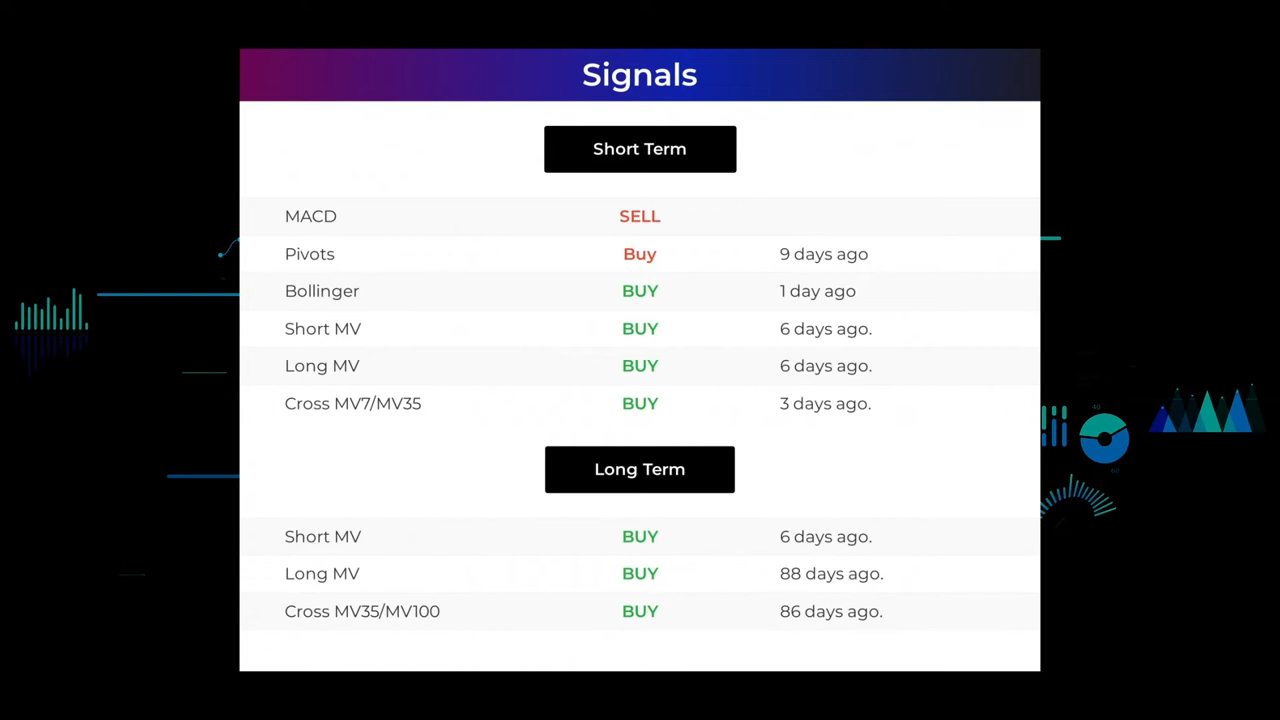 Signals
Short Term
MACD SELL
Pivots Buy 9 days ago
Bollinger BUY 1 day ago
Short MV BUY 6 days ago.
Long MV BUY 6 days ago.
Cross MV7/MV35 BUY 3 days ago.
Long Term
Short MV BUY 6 days ago.
Long MV BUY 88 days ago.
Cross MV35/MV100 BUY 86 days ago.
40
60